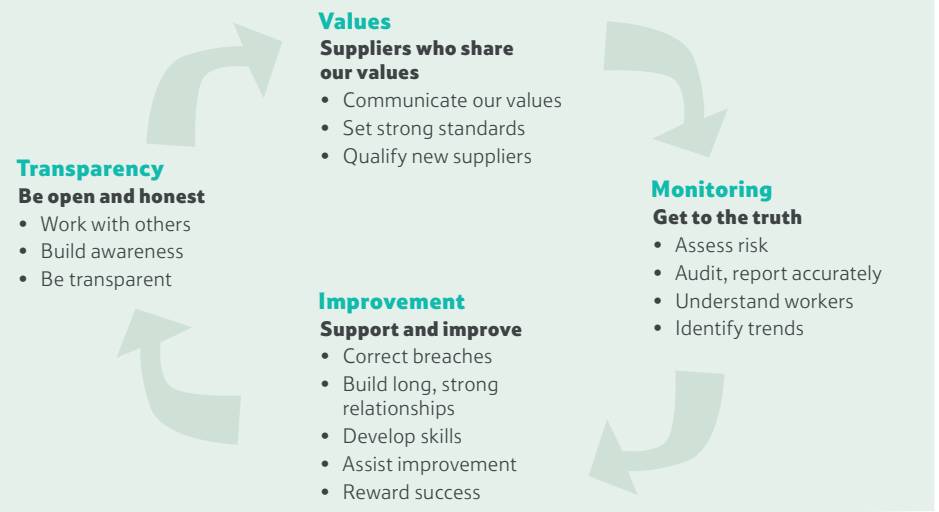 Values
Suppliers who share
our values
• Communicate our values
• Set strong standards
• Qualify new suppliers
Transparency
Be open and honest
• Work with others
• Build awareness
• Be transparent
Monitoring
Get to the truth
• Assess risk
• Audit, report accurately
• Understand workers
• Identify trends
Improvement
Support and improve
• Correct breaches
• Build long, strong
relationships
• Develop skills
• Assist improvement
• Reward success